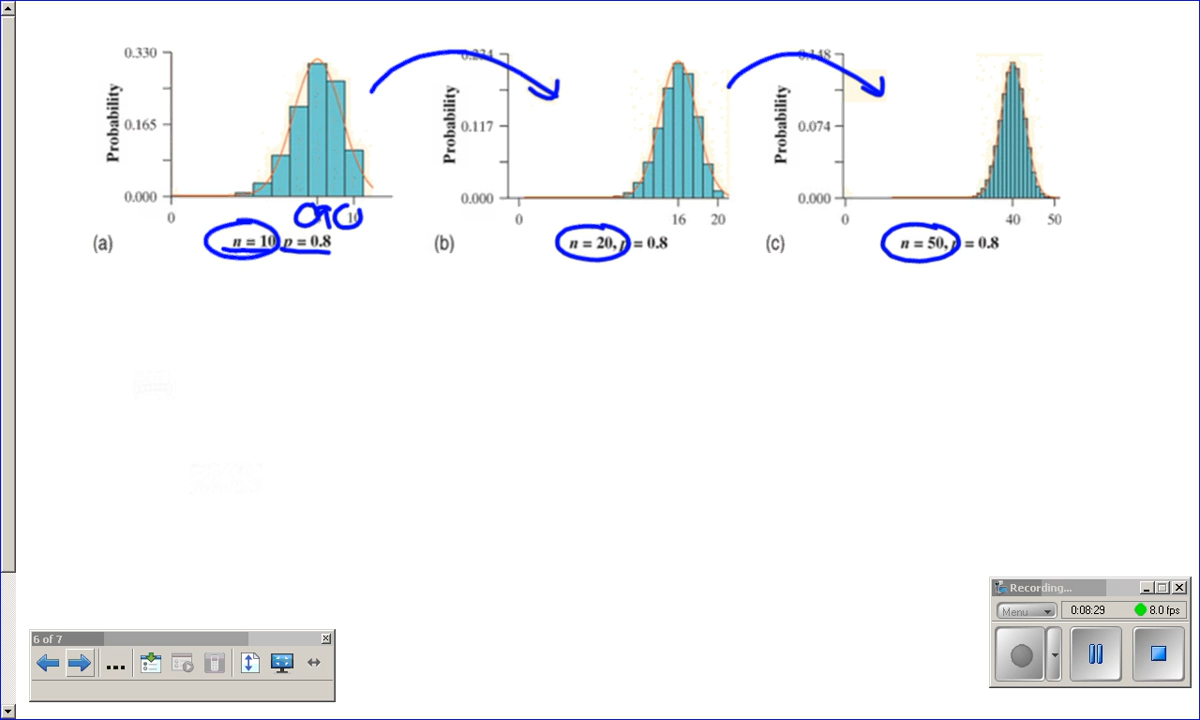 0.330
0.165
0.000
Probability
0
10
(a)
n = 10, p = 0.8
0.234
0.117
0.000
Probability
0
16
20
(b)
n = 20, p = 0.8
0.148
0.074
0.000
Probability
0
40
50
(c)
n = 50, p = 0.8
Recording...
Menu
0:08:29
8.0 fps
6 of 7
...